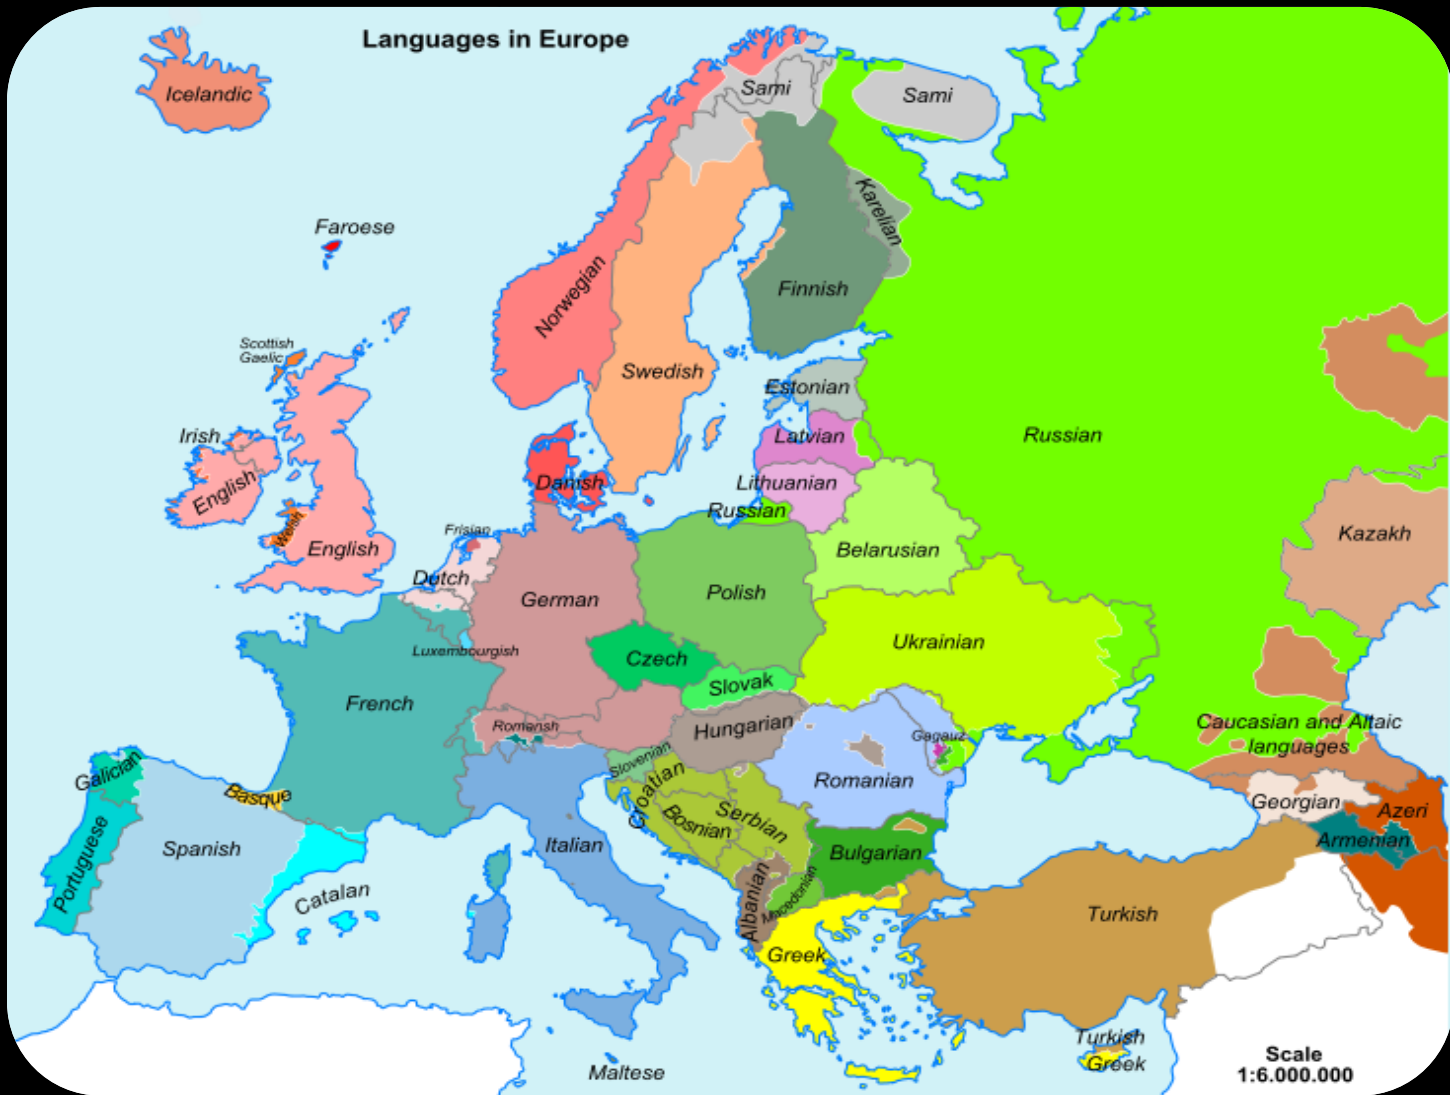 Languages in Europe
Icelandic
Sami
Sami
Karelian
Faroese
Norwegian
Finnish
Scottish
Gaelic
Swedish
Estonian
Irish
Latvian
Russian
English
Danish
Lithuanian
Russian
Welsh
English
Frisian
Belarusian
Kazakh
Dutch
German
Polish
Luxembourgish
Czech
Ukrainian
Slovak
French
Romansh
Hungarian
Gagauz
Caucasian and Altaic
languages
Galician
Basque
Slovenian
Croatian
Romanian
Georgian
Azeri
Portuguese
Spanish
Italian
Bosnian
Serbian
Bulgarian
Armenian
Catalan
Albanian
Macedonian
Turkish
Greek
Turkish
Greek
Maltese
Scale
1:6.000.000